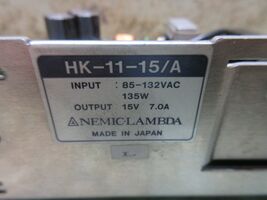 HK-11-15/A
INPUT : 85-132VAC
135W
OUTPUT : 15V 7.0A
NEMIC-LAMBDA
MADE IN JAPAN
L